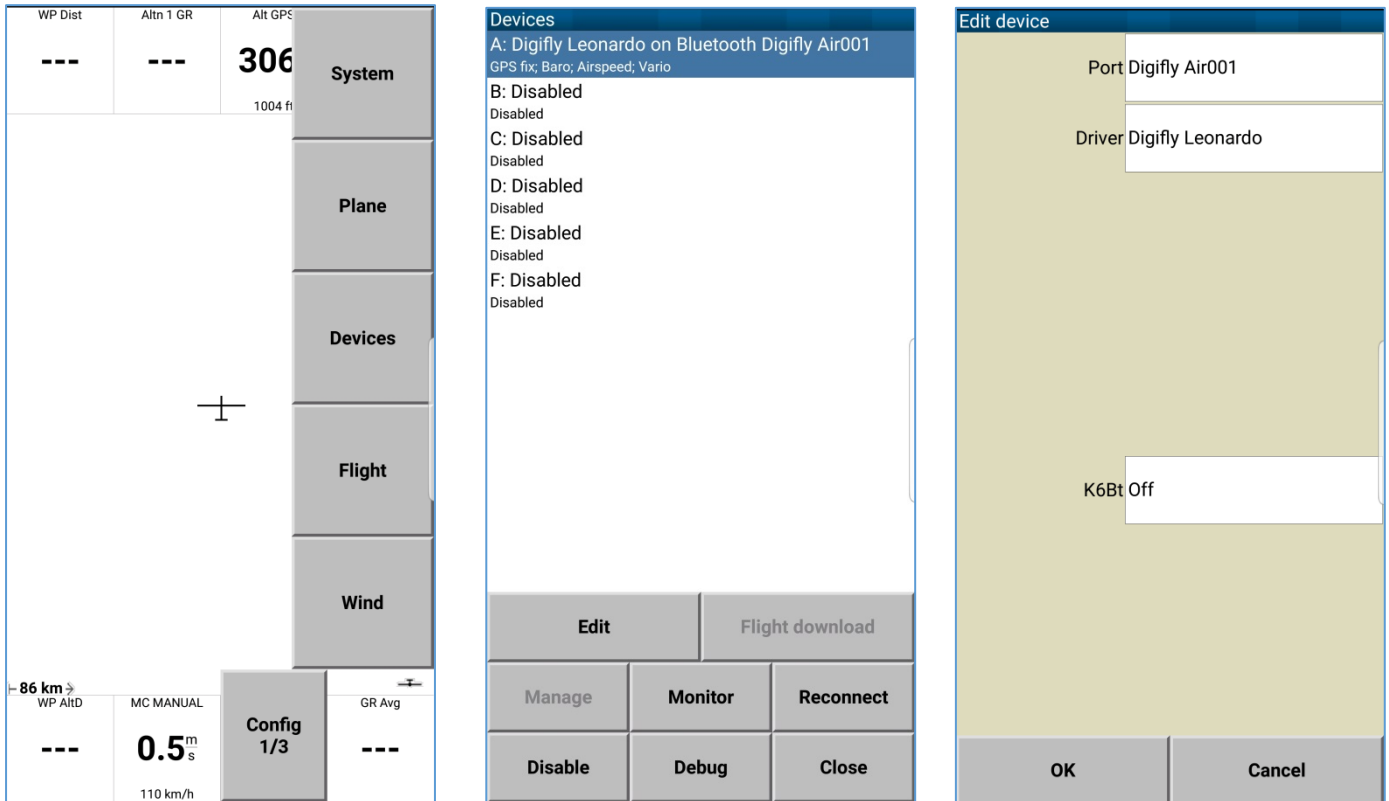 WP Dist
Altn 1 GR
Alt GPS
---
---
306
1004 ft
System
Plane
Devices
Flight
Wind
86 km
WP AltD
MC MANUAL
GR Avg
---
0.5 m/s
---
110 km/h
Config
1/3
Devices
A: Digifly Leonardo on Bluetooth Digifly Air001
GPS fix; Baro; Airspeed; Vario
B: Disabled
Disabled
C: Disabled
Disabled
D: Disabled
Disabled
E: Disabled
Disabled
F: Disabled
Disabled
Edit
Flight download
Manage
Monitor
Reconnect
Disable
Debug
Close
Edit device
Port Digifly Air001
Driver Digifly Leonardo
K6Bt Off
OK
Cancel